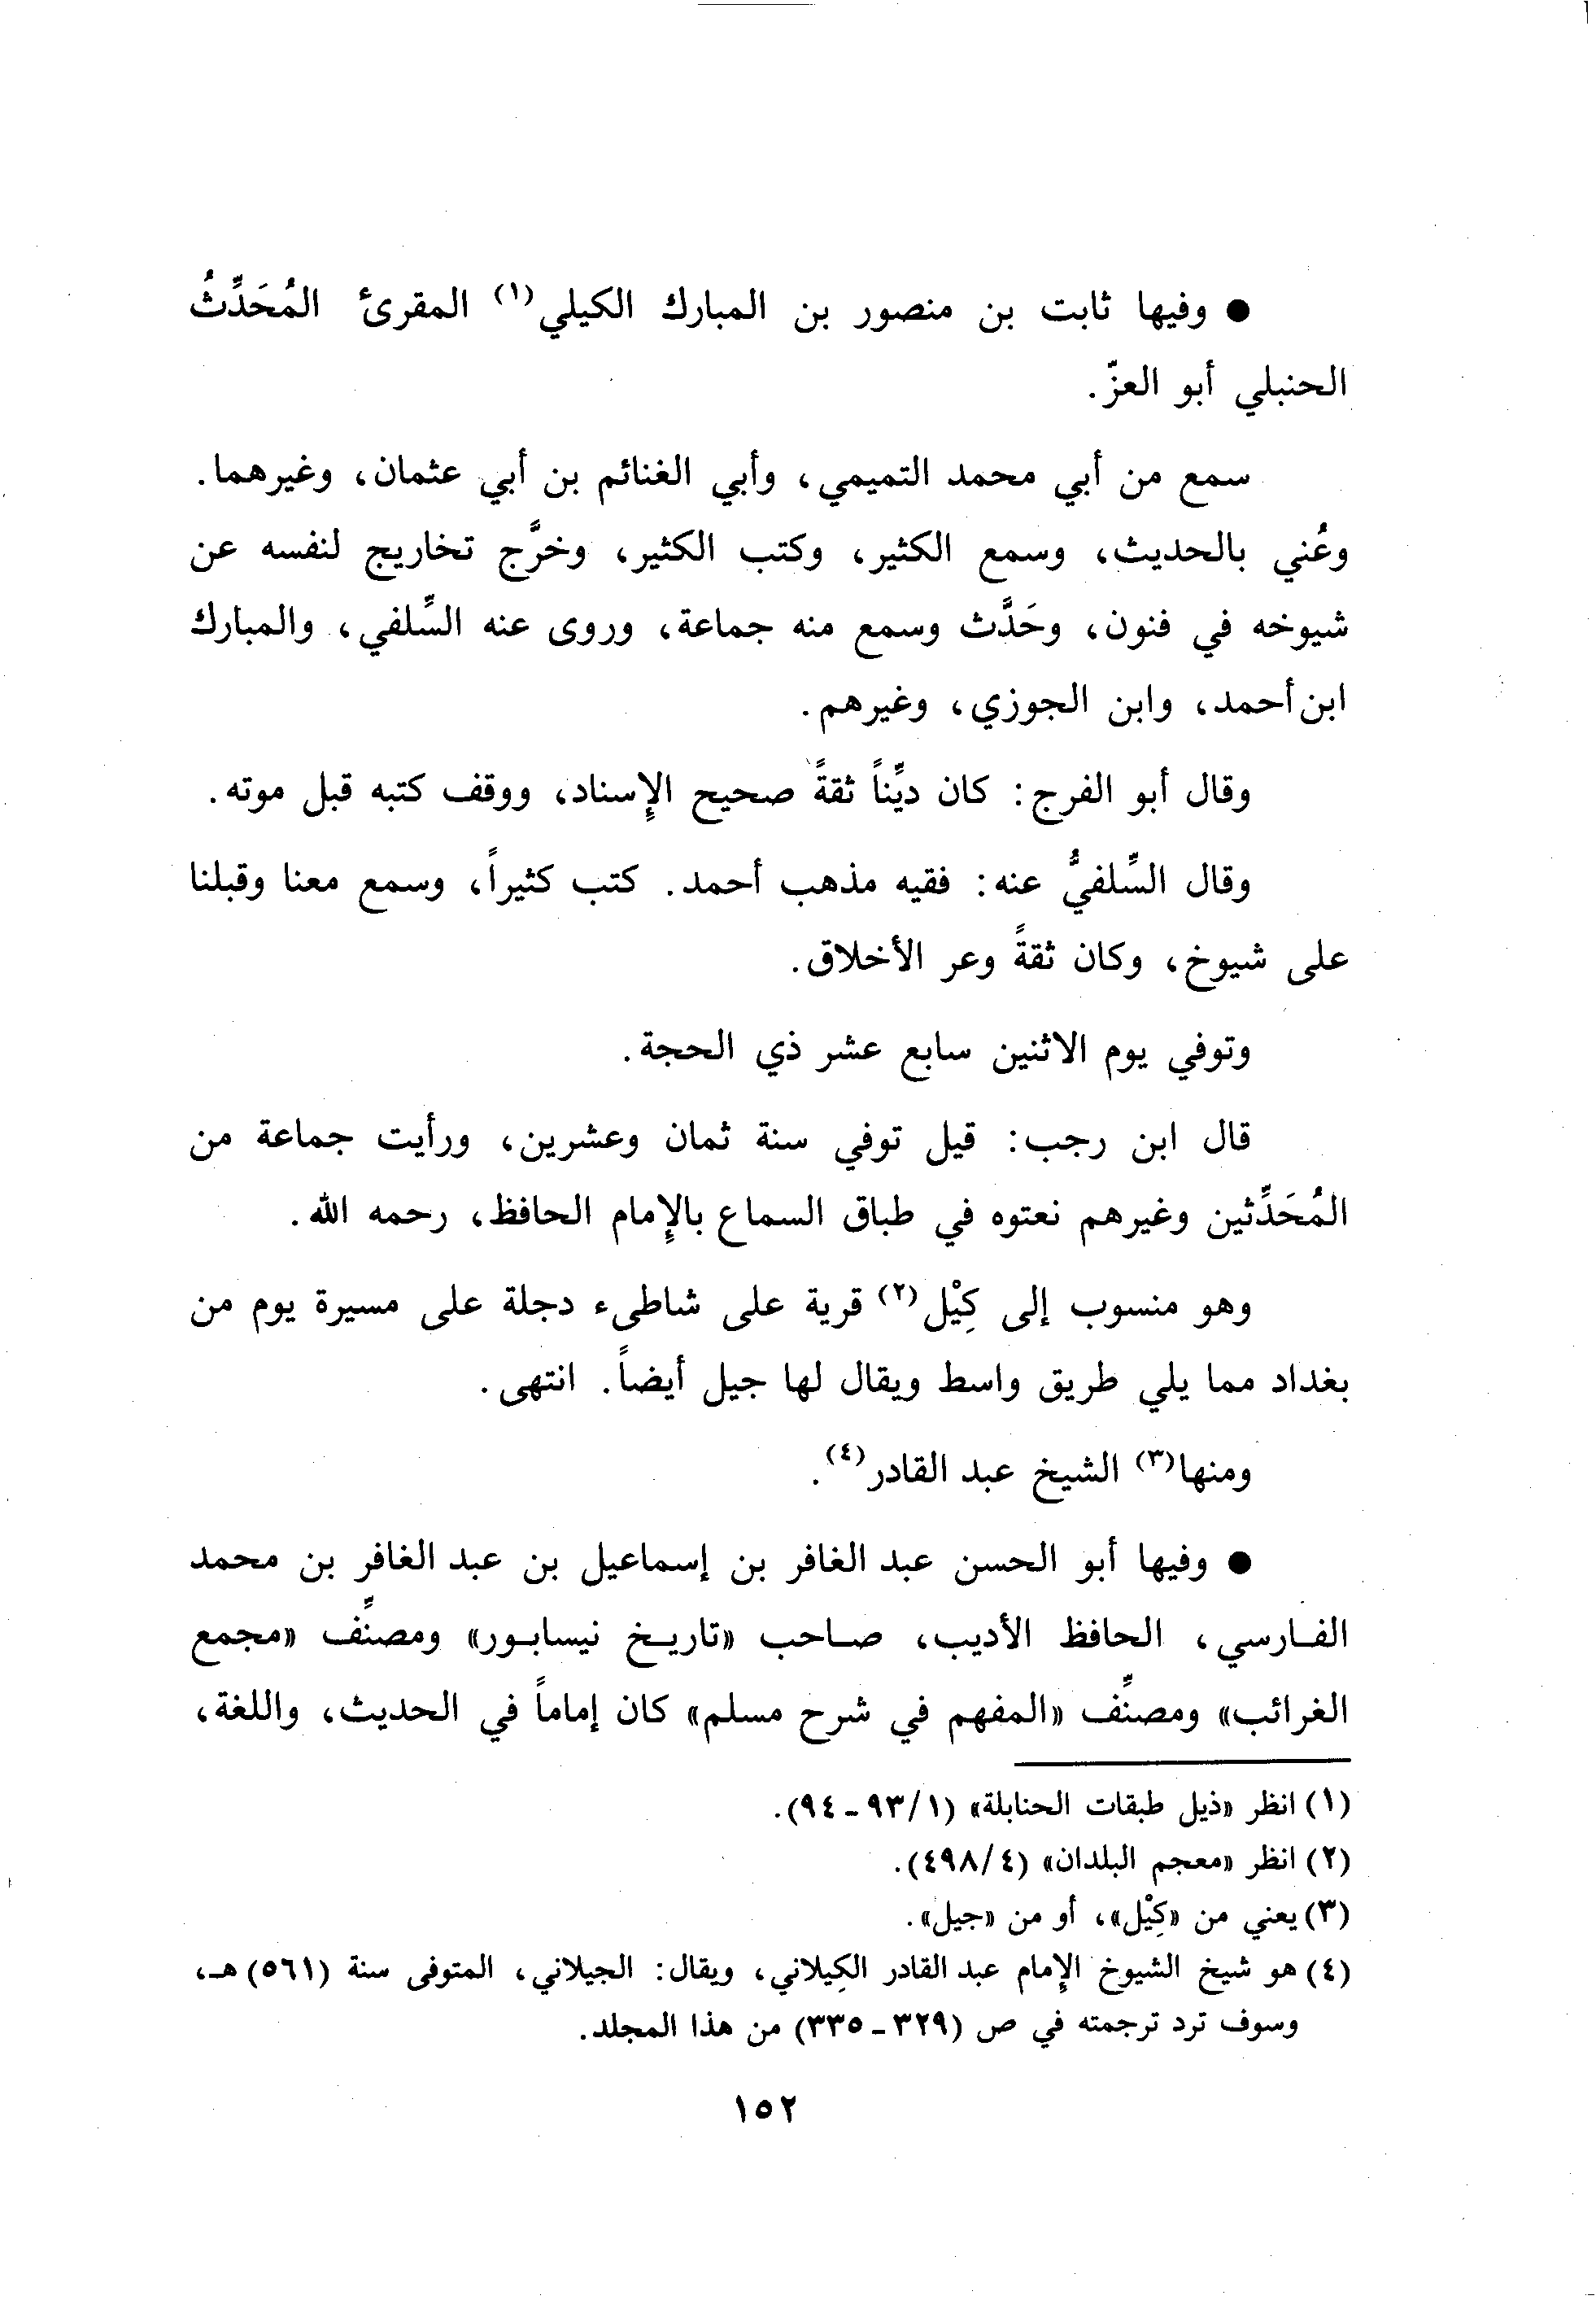 ● وفيها ثابت بن منصور بن المبارك الكيلي(١) المقرئ المُحَدِّثُ
الحنبلي أبو العزّ.
سمع من أبي محمد التميمي، وأبي الغنائم بن أبي عثمان، وغيرهما.
وعُني بالحديث، وسمع الكثير، وكتب الكثير، وخرَّج تخاريج لنفسه عن
شيوخه في فنون، وحَدَّث وسمع منه جماعة، وروى عنه السِّلفي، والمبارك
ابن أحمد، وابن الجوزي، وغيرهم.
وقال أبو الفرج: كان ديِّناً ثقةً صحيح الإِسناد، ووقف كتبه قبل موته.
وقال السِّلفيُّ عنه: فقيه مذهب أحمد. كتب كثيراً، وسمع معنا وقبلنا
على شيوخ، وكان ثقةً وعر الأخلاق.
وتوفي يوم الاثنين سابع عشر ذي الحجة.
قال ابن رجب: قيل توفي سنة ثمان وعشرين، ورأيت جماعة من
المُحَدِّثين وغيرهم نعتوه في طباق السماع بالإِمام الحافظ، رحمه الله.
وهو منسوب إلى كِيْل(٢) قرية على شاطىء دجلة على مسيرة يوم من
بغداد مما يلي طريق واسط ويقال لها جيل أيضاً. انتهى.
ومنها(٣) الشيخ عبد القادر(٤).
● وفيها أبو الحسن عبد الغافر بن إسماعيل بن عبد الغافر بن محمد
الفـارسي، الحافظ الأديب، صـاحب «تاريـخ نيسابـور» ومصنِّف «مجمع
الغرائب» ومصنِّف «المفهم في شرح مسلم» كان إماماً في الحديث، واللغة،
(١) انظر «ذيل طبقات الحنابلة» (١/٩٣ - ٩٤).
(٢) انظر «معجم البلدان» (٤/٤٩٨).
(٣) يعني من «كِيْل»، أو من «جيل».
(٤) هو شيخ الشيوخ الإِمام عبد القادر الكِيلاني، ويقال: الجيلاني، المتوفى سنة (٥٦١) هـ،
وسوف ترد ترجمته في ص (٣٢٩ - ٣٣٥) من هذا المجلد.
١٥٢